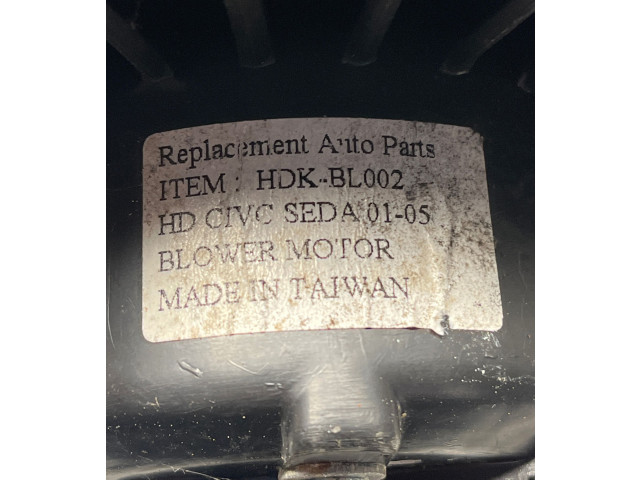 Replacement Auto Parts
ITEM : HDK-BL002
HD CIVC SEDA 01-05
BLOWER MOTOR
MADE IN TAIWAN